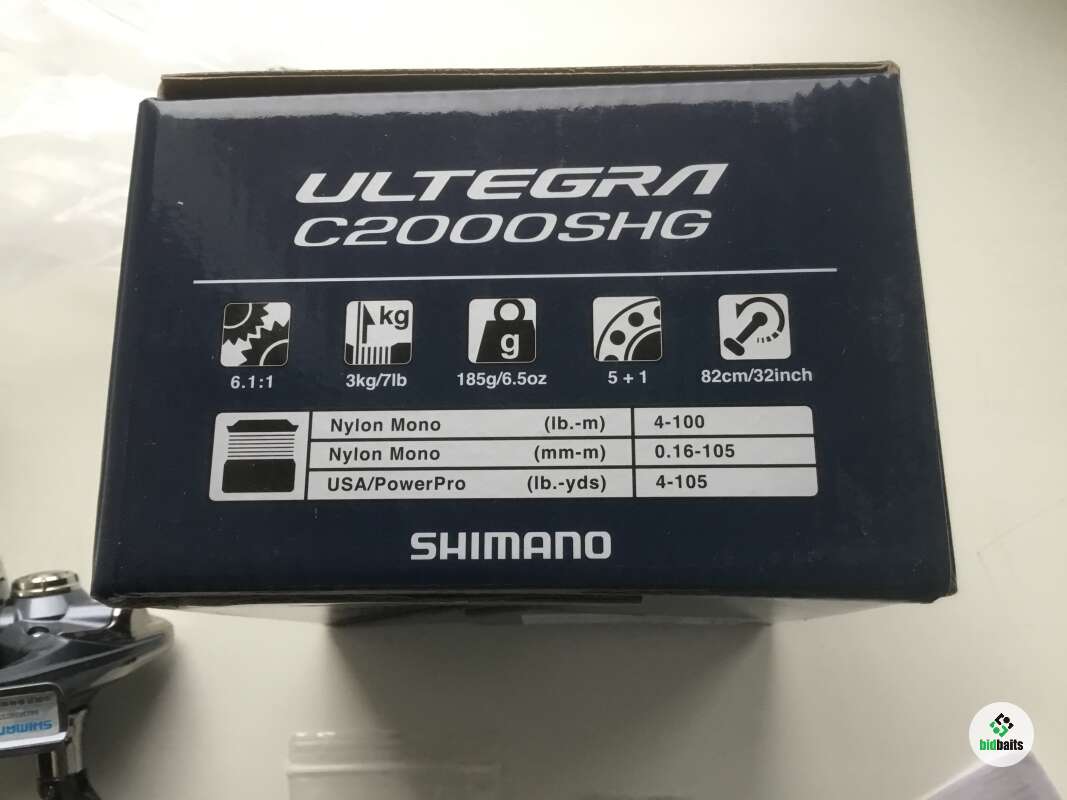 ULTEGRA
C2000SHG
kg
g
6.1:1
3kg/7lb
185g/6.5oz
5 + 1
82cm/32inch
Nylon Mono (lb.-m) 4-100
Nylon Mono (mm-m) 0.16-105
USA/PowerPro (lb.-yds) 4-105
SHIMANO
SHIMANO
bidbaits